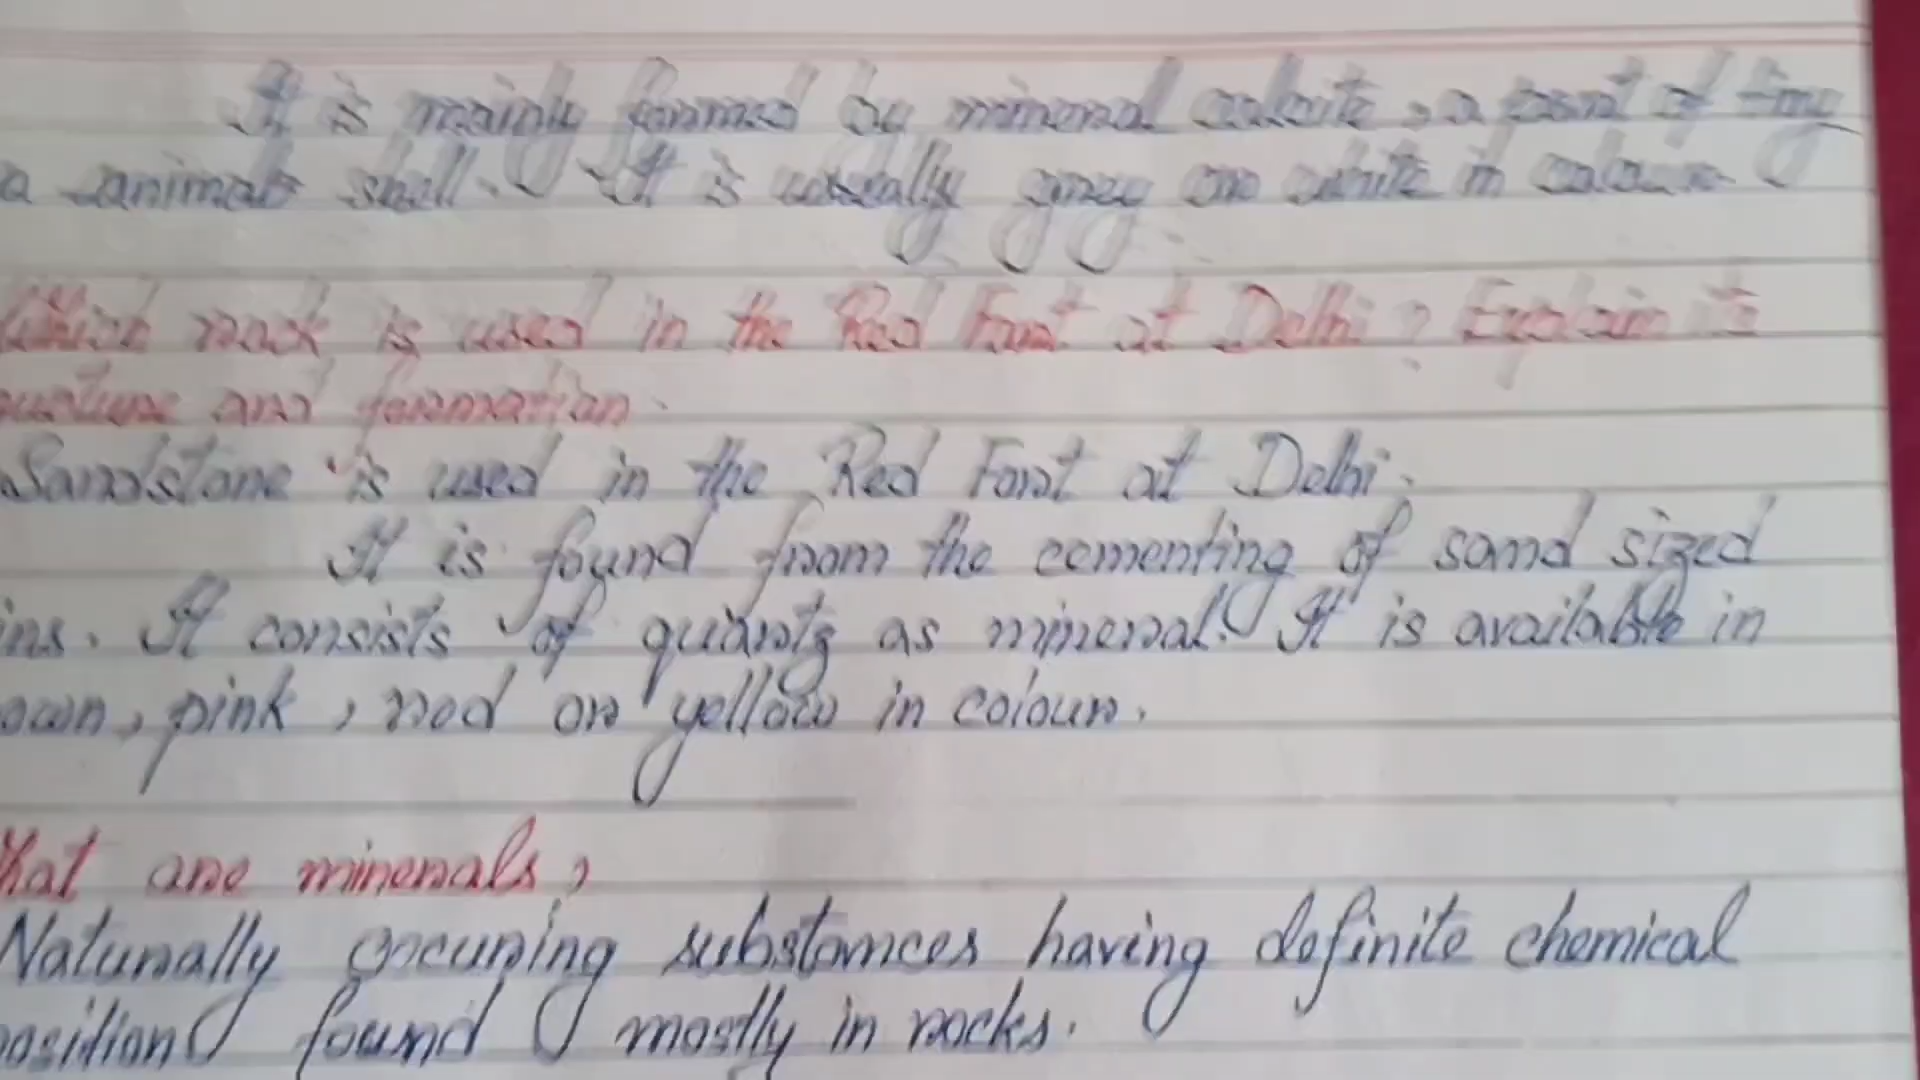 It is mainly formed by mineral calcite, a part of tiny
a animals shell. It is usually grey or white in colour.
Which rock is used in the Red Fort at Delhi? Explain its
and formation.
Sandstone is used in the Red Fort at Delhi.
It is found from the cementing of sand sized
ins. It consists of quartz as mineral. It is available in
own, pink, red or yellow in colour.
hat are minerals?
Naturally occuring substances having definite chemical
position found mostly in rocks.